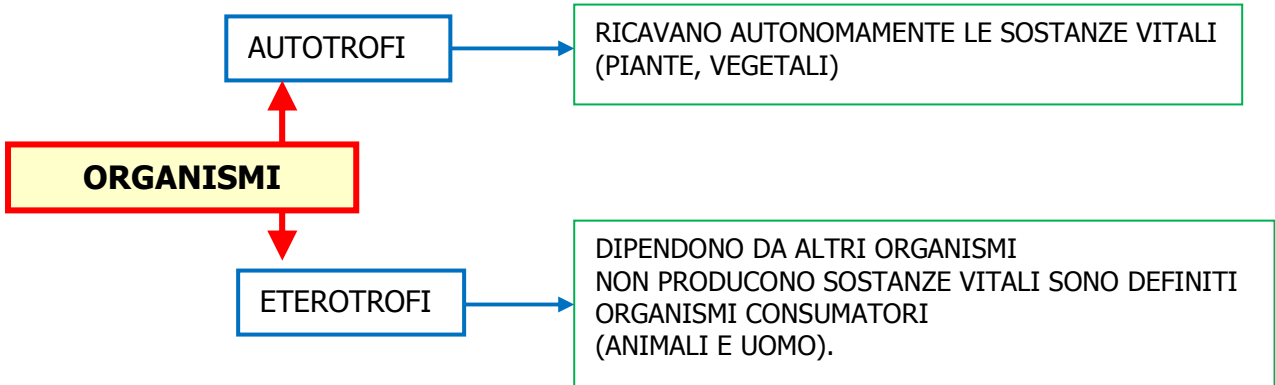 AUTOTROFI
RICAVANO AUTONOMAMENTE LE SOSTANZE VITALI
(PIANTE, VEGETALI)
ORGANISMI
ETEROTROFI
DIPENDONO DA ALTRI ORGANISMI
NON PRODUCONO SOSTANZE VITALI SONO DEFINITI
ORGANISMI CONSUMATORI
(ANIMALI E UOMO).